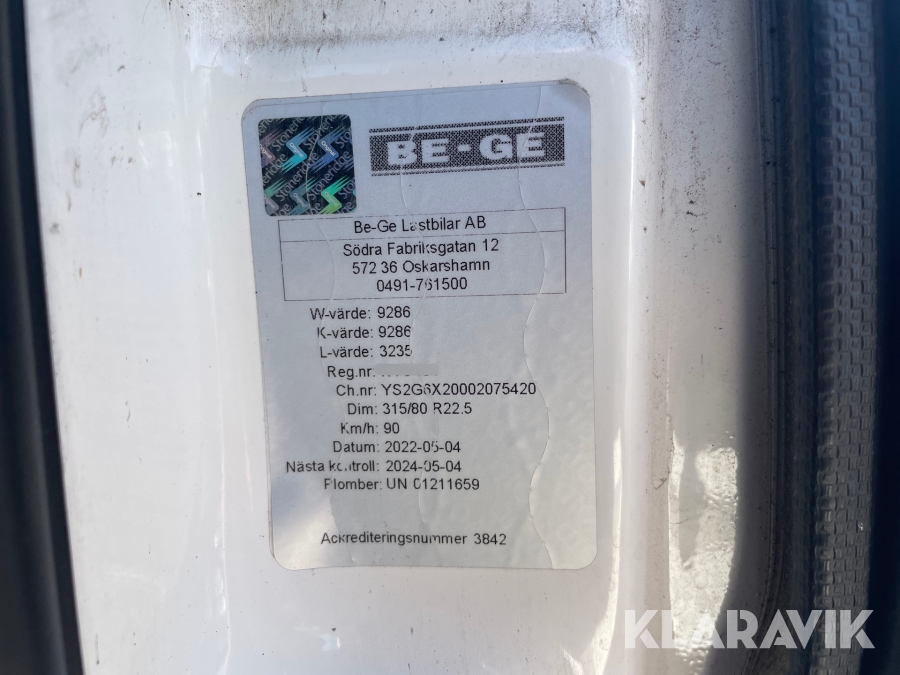 Stoneridge
BE-GE
Be-Ge Lastbilar AB
Södra Fabriksgatan 12
572 36 Oskarshamn
0491-761500
W-värde: 9286
K-värde: 9286
L-värde: 3235
Reg.nr:
Ch.nr: YS2G6X20002075420
Dim: 315/80 R22.5
Km/h: 90
Datum: 2022-05-04
Nästa kontroll: 2024-05-04
Plomber: UN 01211659
Ackrediteringsnummer 3842
KLARAVIK